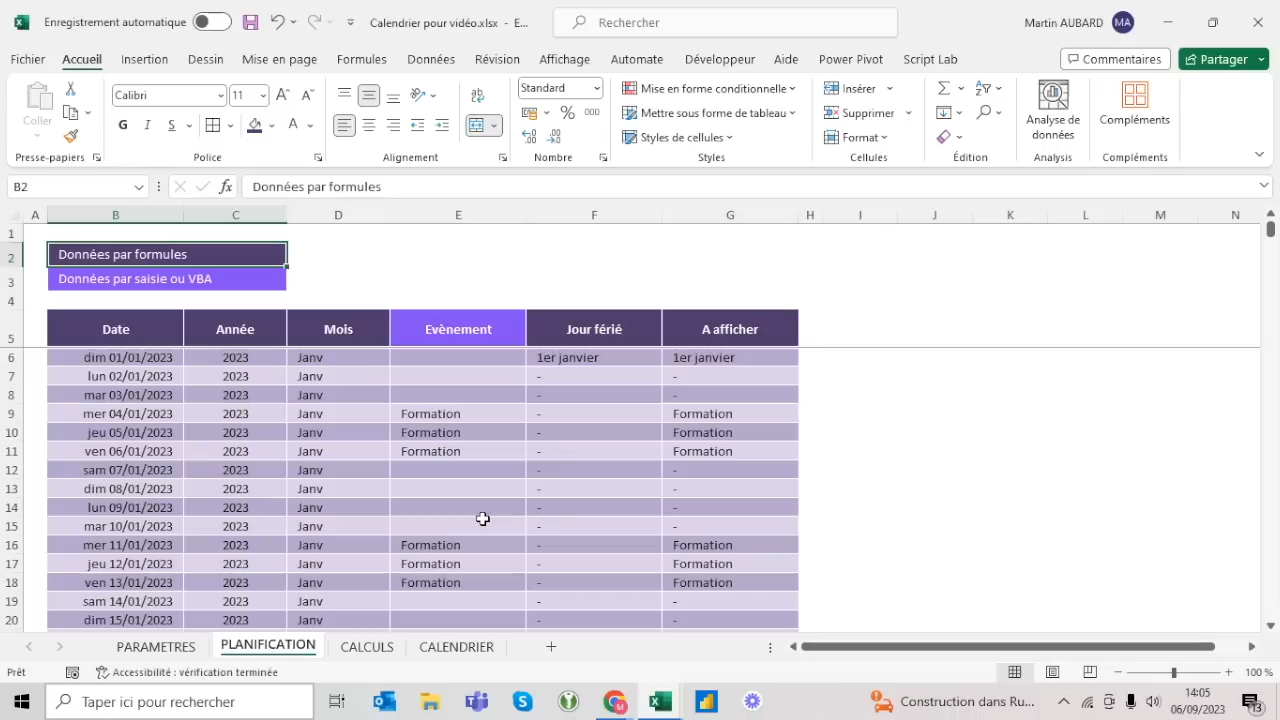 Enregistrement automatique
Calendrier pour vidéo.xlsx - E...
Rechercher
Martin AUBARD MA
Fichier Accueil Insertion Dessin Mise en page Formules Données Révision Affichage Automate Développeur Aide Power Pivot Script Lab Commentaires Partager
Coller
Calibri 11
G I S A
Standard
% 000
Mise en forme conditionnelle
Mettre sous forme de tableau
Styles de cellules
Insérer
Supprimer
Format
Analyse de données
Compléments
Presse-papiers Police Alignement Nombre Styles Cellules Édition Analysis Compléments
B2 fx Données par formules
A B C D E F G H I J K L M N
1
2 Données par formules
3 Données par saisie ou VBA
4
5 Date Année Mois Evènement Jour férié A afficher
6 dim 01/01/2023 2023 Janv 1er janvier 1er janvier
7 lun 02/01/2023 2023 Janv - -
8 mar 03/01/2023 2023 Janv - -
9 mer 04/01/2023 2023 Janv Formation - Formation
10 jeu 05/01/2023 2023 Janv Formation - Formation
11 ven 06/01/2023 2023 Janv Formation - Formation
12 sam 07/01/2023 2023 Janv - -
13 dim 08/01/2023 2023 Janv - -
14 lun 09/01/2023 2023 Janv - -
15 mar 10/01/2023 2023 Janv - -
16 mer 11/01/2023 2023 Janv Formation - Formation
17 jeu 12/01/2023 2023 Janv Formation - Formation
18 ven 13/01/2023 2023 Janv Formation - Formation
19 sam 14/01/2023 2023 Janv - -
20 dim 15/01/2023 2023 Janv - -
PARAMETRES PLANIFICATION CALCULS CALENDRIER
Prêt Accessibilité : vérification terminée 100 %
Taper ici pour rechercher
Construction dans Ru...
14:05
06/09/2023
13